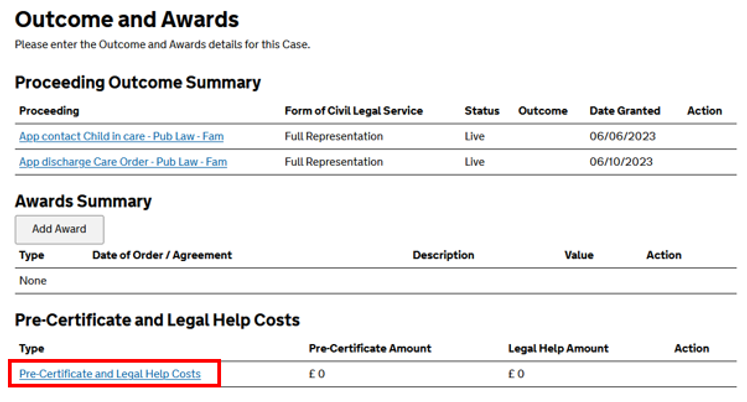 Outcome and Awards
Please enter the Outcome and Awards details for this Case.
Proceeding Outcome Summary
Proceeding Form of Civil Legal Service Status Outcome Date Granted Action
App contact Child in care - Pub Law - Fam Full Representation Live 06/06/2023
App discharge Care Order - Pub Law - Fam Full Representation Live 06/10/2023
Awards Summary
Add Award
Type Date of Order / Agreement Description Value Action
None
Pre-Certificate and Legal Help Costs
Type Pre-Certificate Amount Legal Help Amount Action
Pre-Certificate and Legal Help Costs £ 0 £ 0